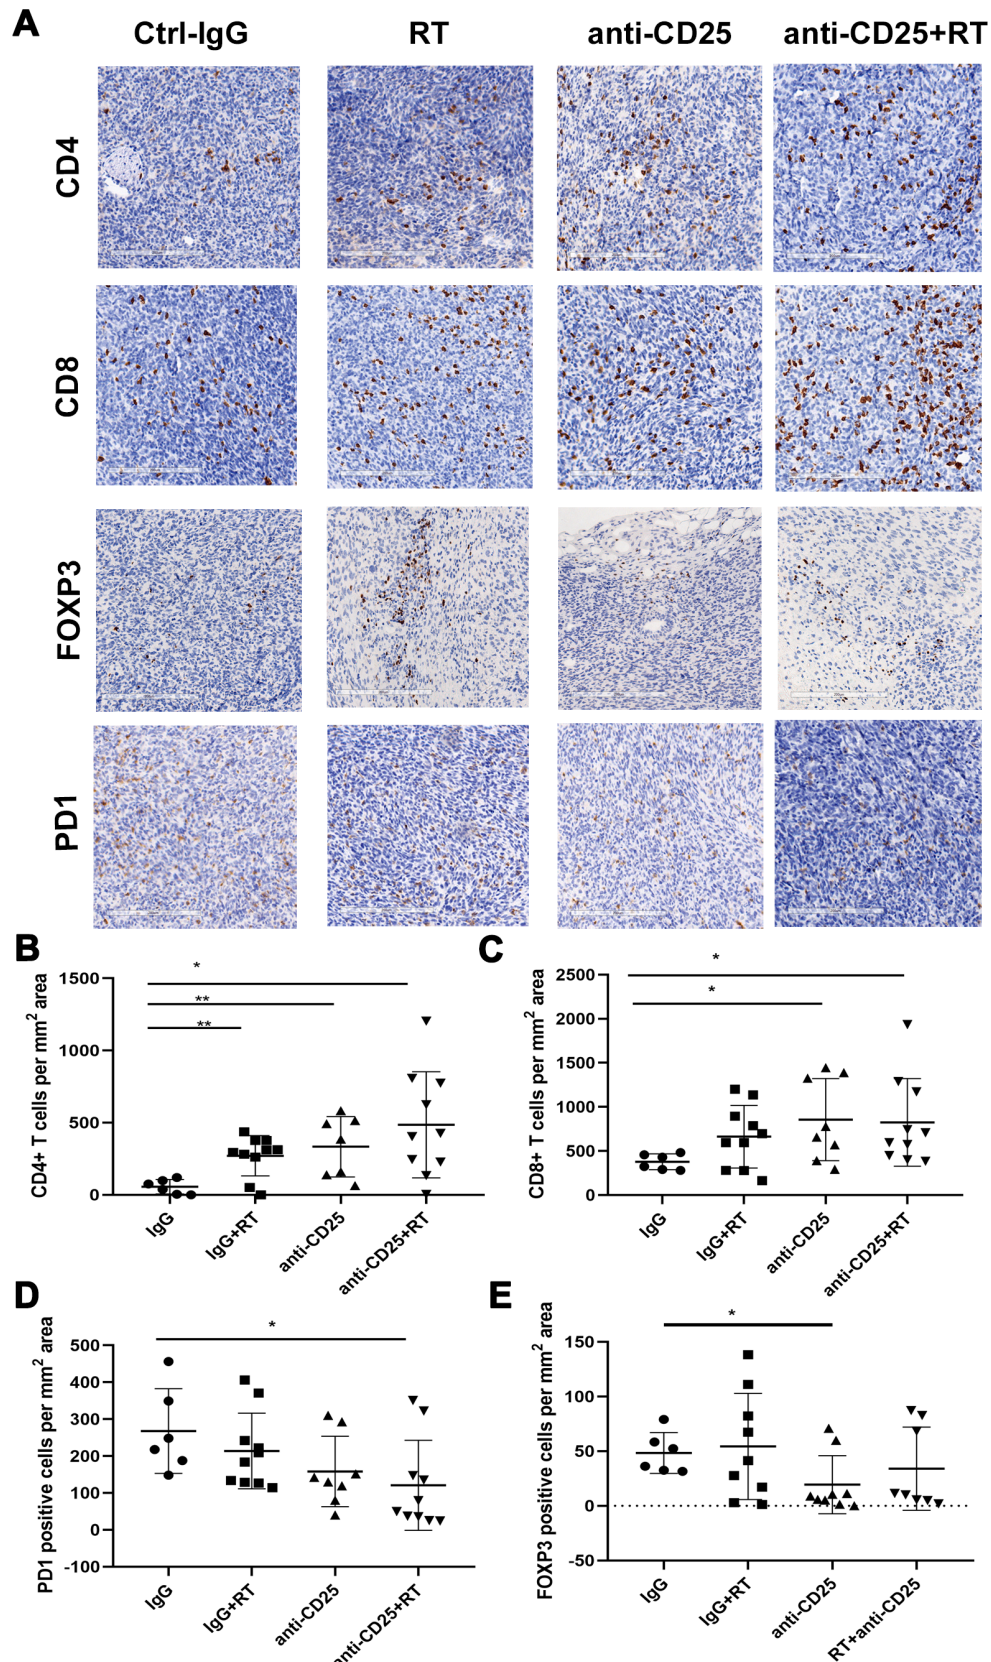 A
Ctrl-IgG RT anti-CD25 anti-CD25+RT
CD4
CD8
FOXP3
PD1
B
CD4+ T cells per mm² area
1500
1000
500
0
*
**
**
IgG
IgG+RT
anti-CD25
anti-CD25+RT
C
CD8+ T cells per mm² area
2500
2000
1500
1000
500
0
*
*
IgG
IgG+RT
anti-CD25
anti-CD25+RT
D
PD1 positive cells per mm² area
500
400
300
200
100
0
-100
*
IgG
IgG+RT
anti-CD25
anti-CD25+RT
E
FOXP3 positive cells per mm² area
150
100
50
0
-50
*
IgG
IgG+RT
anti-CD25
RT+anti-CD25